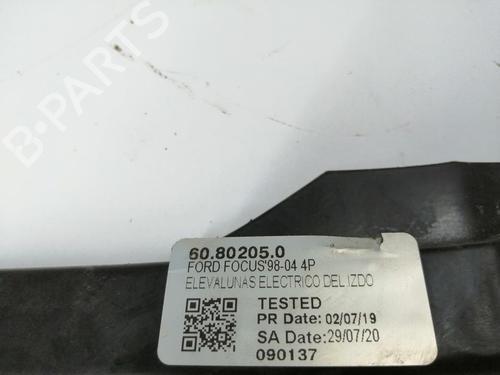 B-PARTS
60.80205.0
FORD FOCUS'98-04 4P
ELEVALUNAS ELECTRICO DEL.IZDO
TESTED
PR Date: 02/07/19
SA Date:29/07/20
090137